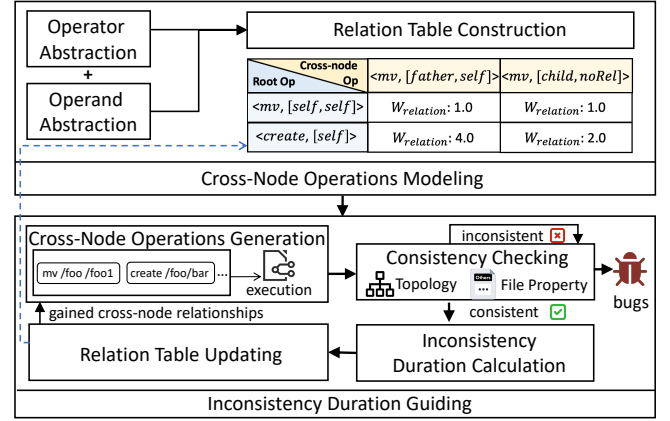 Operator
Abstraction
+
Operand
Abstraction
Relation Table Construction
Cross-node
Op
Root Op
<mv, [father, self]>
<mv, [child, noRel]>
<mv, [self, self]>
W_relation: 1.0
W_relation: 1.0
<create, [self]>
W_relation: 4.0
W_relation: 2.0
Cross-Node Operations Modeling
Cross-Node Operations Generation
mv /foo /foo1
create /foo/bar
...
execution
inconsistent
Consistency Checking
Topology
Others
...
File Property
bugs
gained cross-node relationships
consistent
Relation Table Updating
Inconsistency
Duration Calculation
Inconsistency Duration Guiding